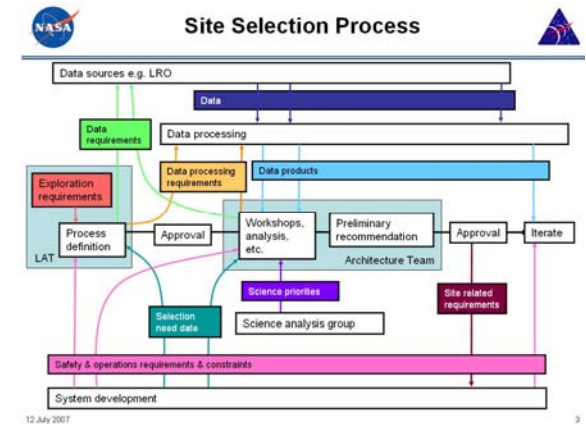 NASA
Site Selection Process
Data sources e.g. LRO
Data
Data
requirements
Data processing
Data processing
requirements
Data products
Exploration
requirements
Process
definition
Approval
Workshops,
analysis,
etc.
Preliminary
recommendation
Approval
Iterate
LAT
Architecture Team
Science priorities
Site related
requirements
Selection
need date
Science analysis group
Safety & operations requirements & constraints
System development
12 July 2007
3